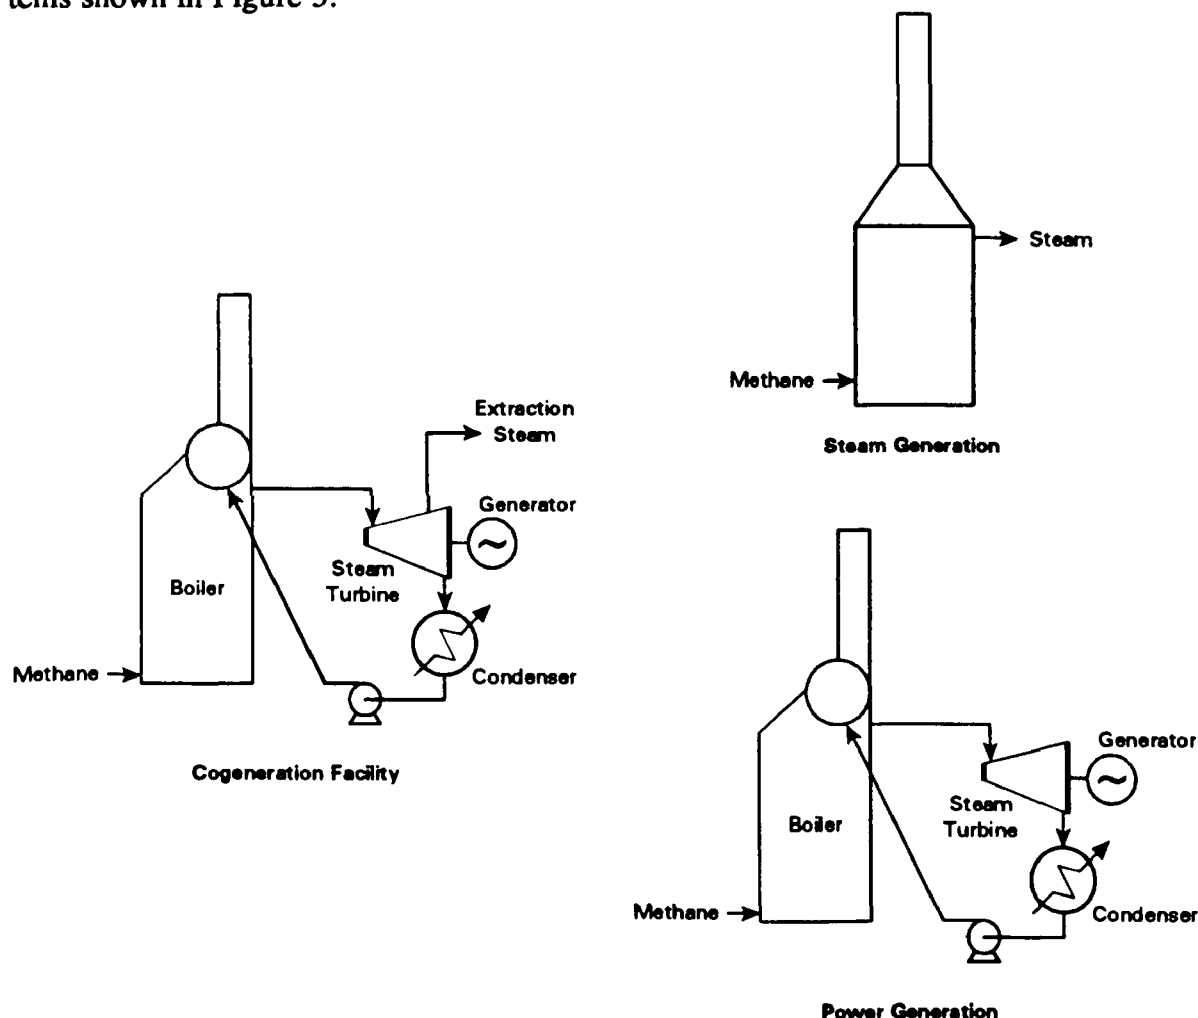 tems shown in Figure 3.
Steam
Methane
Steam Generation
Extraction
Steam
Generator
Steam
Turbine
Boiler
Methane
Condenser
Cogeneration Facility
Generator
Steam
Turbine
Boiler
Methane
Condenser
Power Generation